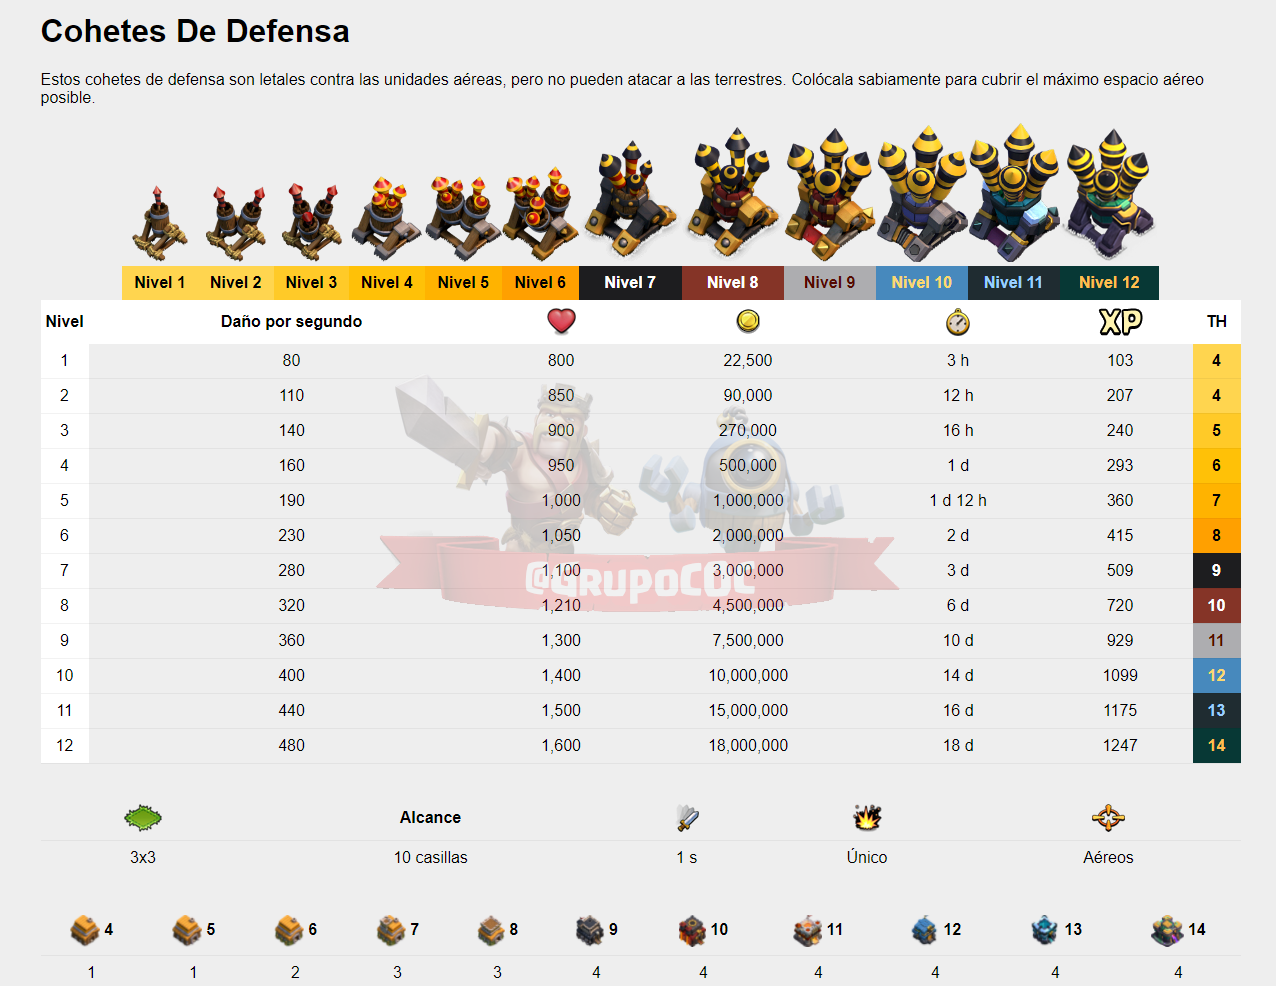 Cohetes De Defensa
Estos cohetes de defensa son letales contra las unidades aéreas, pero no pueden atacar a las terrestres. Colócala sabiamente para cubrir el máximo espacio aéreo
posible.
Nivel 1 Nivel 2 Nivel 3 Nivel 4 Nivel 5 Nivel 6 Nivel 7 Nivel 8 Nivel 9 Nivel 10 Nivel 11 Nivel 12
Nivel Daño por segundo XP TH
1 80 800 22,500 3 h 103 4
2 110 850 90,000 12 h 207 4
3 140 900 270,000 16 h 240 5
4 160 950 500,000 1 d 293 6
5 190 1,000 1,000,000 1 d 12 h 360 7
6 230 1,050 2,000,000 2 d 415 8
7 280 1,100 3,000,000 3 d 509 9
@GRUPOCOC
8 320 1,210 4,500,000 6 d 720 10
9 360 1,300 7,500,000 10 d 929 11
10 400 1,400 10,000,000 14 d 1099 12
11 440 1,500 15,000,000 16 d 1175 13
12 480 1,600 18,000,000 18 d 1247 14
Alcance
3x3 10 casillas 1 s Único Aéreos
4 5 6 7 8 9 10 11 12 13 14
1 1 2 3 3 4 4 4 4 4 4